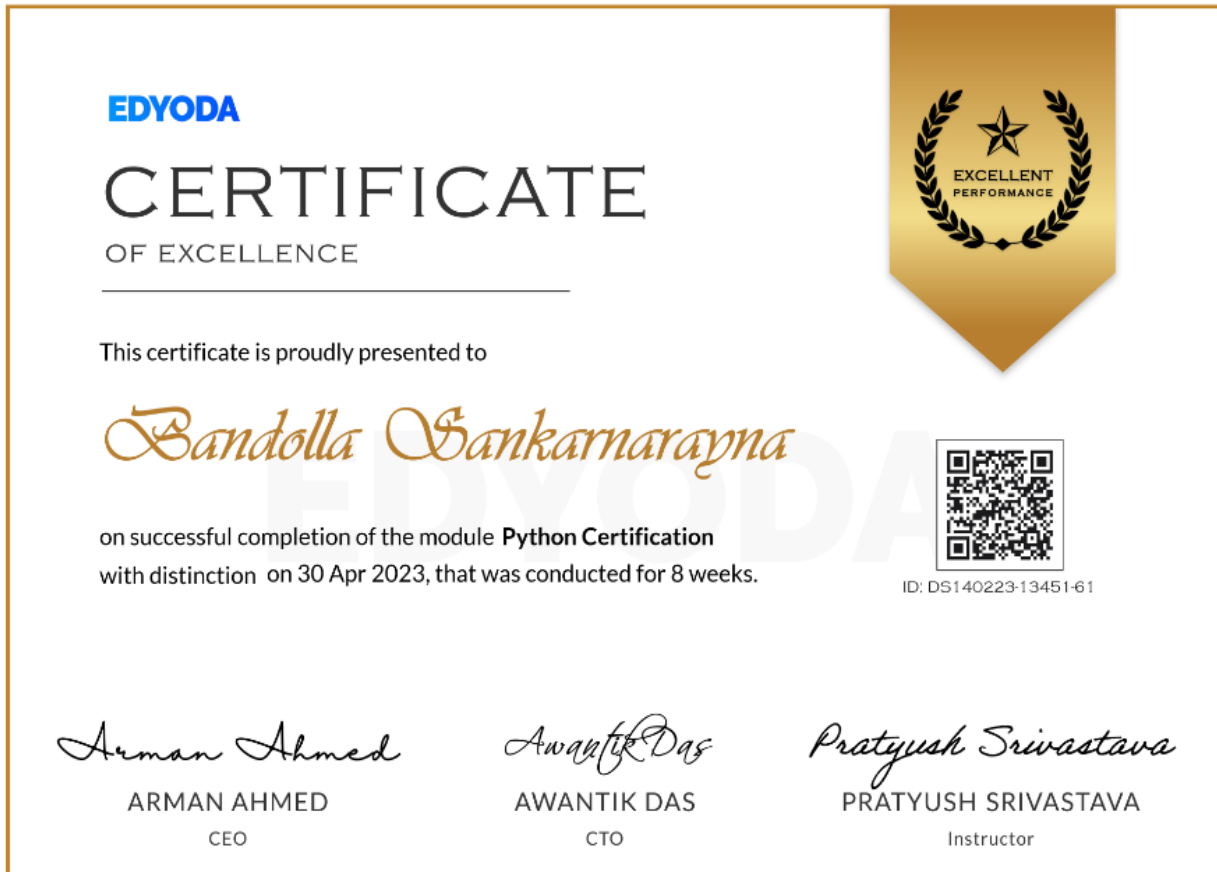 EDYODA
CERTIFICATE
OF EXCELLENCE
EXCELLENT
PERFORMANCE
This certificate is proudly presented to
Bandolla Sankarnarayna
EDYODA
on successful completion of the module Python Certification
with distinction on 30 Apr 2023, that was conducted for 8 weeks.
ID: DS140223-13451-61
Arman Ahmed
AwantikDas
Pratyush Srivastava
ARMAN AHMED
AWANTIK DAS
PRATYUSH SRIVASTAVA
CEO
CTO
Instructor